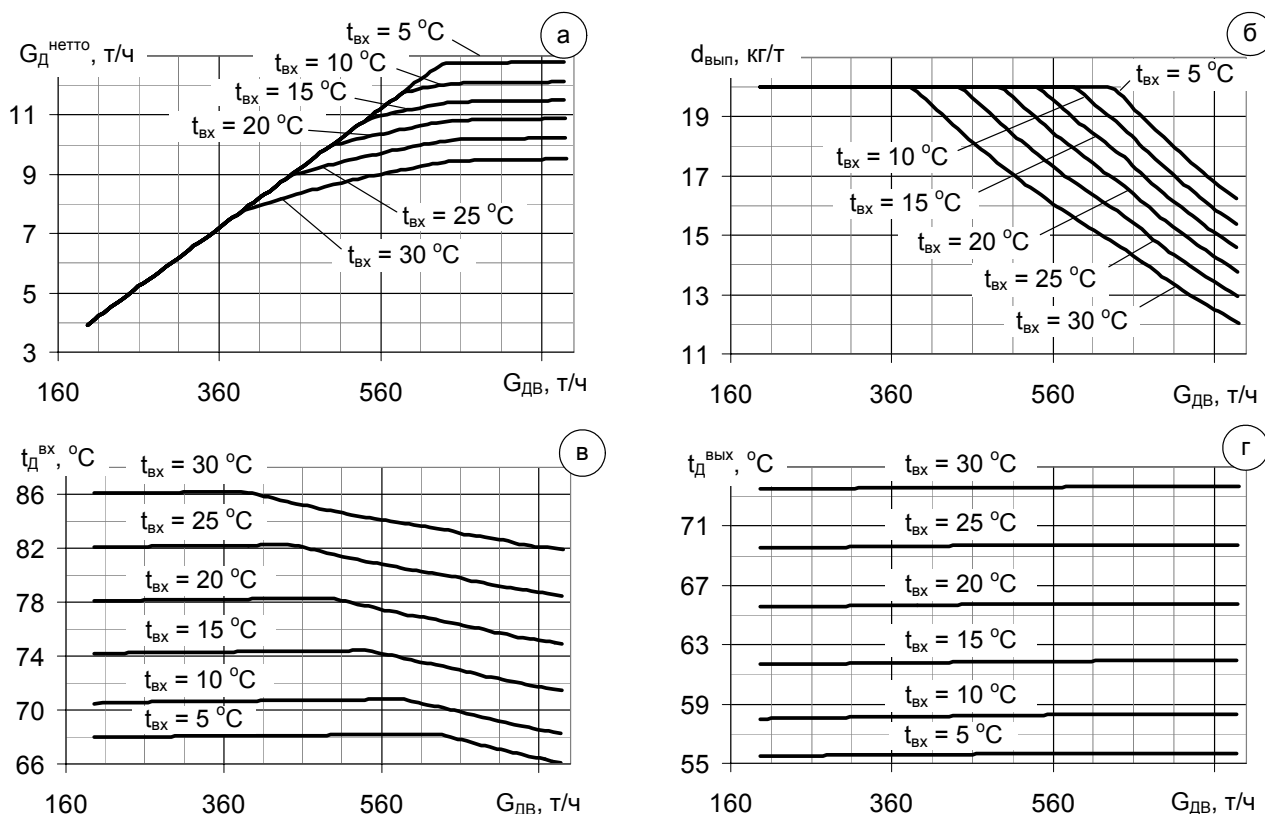 а
G_Д^нетто, т/ч
t_вх = 5 °C
t_вх = 10 °C
t_вх = 15 °C
t_вх = 20 °C
t_вх = 25 °C
t_вх = 30 °C
11
9
7
5
3
160
360
560
G_ДВ, т/ч
б
d_вып, кг/т
t_вх = 5 °C
t_вх = 10 °C
t_вх = 15 °C
t_вх = 20 °C
t_вх = 25 °C
t_вх = 30 °C
19
17
15
13
11
160
360
560
G_ДВ, т/ч
в
t_Д^вх, °C
t_вх = 30 °C
86
t_вх = 25 °C
82
t_вх = 20 °C
78
t_вх = 15 °C
74
t_вх = 10 °C
70
t_вх = 5 °C
66
160
360
560
G_ДВ, т/ч
г
t_Д^вых, °C
t_вх = 30 °C
71
t_вх = 25 °C
67
t_вх = 20 °C
63
t_вх = 15 °C
59
t_вх = 10 °C
t_вх = 5 °C
55
160
360
560
G_ДВ, т/ч